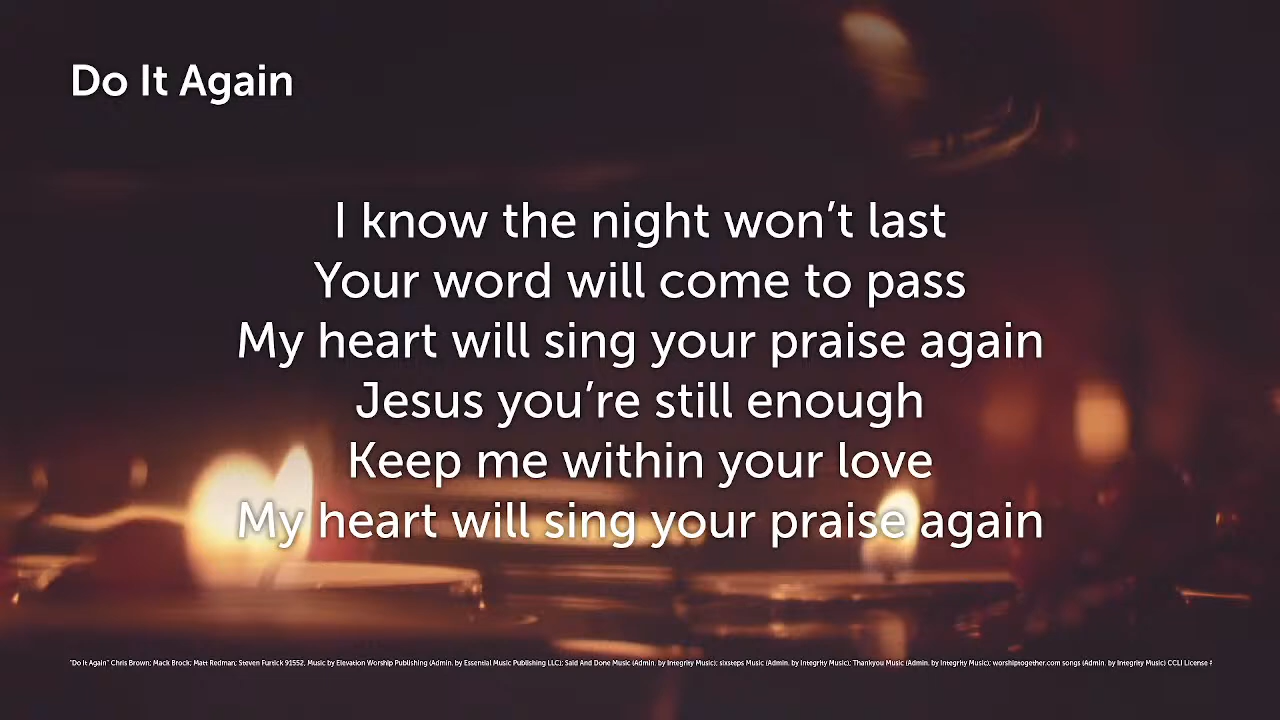 Do It Again
I know the night won’t last
Your word will come to pass
My heart will sing your praise again
Jesus you’re still enough
Keep me within your love
My heart will sing your praise again
"Do It Again" Chris Brown; Mack Brock; Matt Redman; Steven Furtick 91552, Music by Elevation Worship Publishing (Admin. by Essential Music Publishing LLC); Said And Done Music (Admin. by Integrity Music); sixsteps Music (Admin. by Integrity Music); Thankyou Music (Admin. by Integrity Music); worshiptogether.com songs (Admin. by Integrity Music) CCLI License